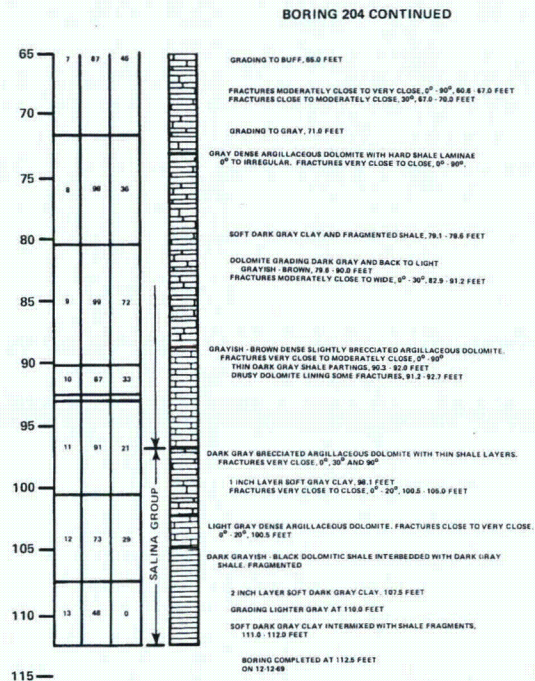 BORING 204 CONTINUED
65
7 87 46
GRADING TO BUFF, 65.0 FEET
FRACTURES MODERATELY CLOSE TO VERY CLOSE, 0° - 90°, 60.6 - 67.0 FEET
FRACTURES CLOSE TO MODERATELY CLOSE, 30°, 67.0 - 70.0 FEET
70
GRADING TO GRAY, 71.0 FEET
GRAY DENSE ARGILLACEOUS DOLOMITE WITH HARD SHALE LAMINAE
0° TO IRREGULAR. FRACTURES VERY CLOSE TO CLOSE, 0° - 90°.
75
8 98 36
SOFT DARK GRAY CLAY AND FRAGMENTED SHALE, 79.1 - 79.6 FEET
80
DOLOMITE GRADING DARK GRAY AND BACK TO LIGHT
GRAYISH - BROWN, 79.6 - 90.0 FEET
FRACTURES MODERATELY CLOSE TO WIDE, 0° - 30°, 82.9 - 91.2 FEET
85
9 99 72
GRAYISH - BROWN DENSE SLIGHTLY BRECCIATED ARGILLACEOUS DOLOMITE.
FRACTURES VERY CLOSE TO MODERATELY CLOSE, 0° - 90°
90
THIN DARK GRAY SHALE PARTINGS, 90.3 - 92.0 FEET
10 87 33
DRUSY DOLOMITE LINING SOME FRACTURES, 91.2 - 92.7 FEET
95
11 91 21
DARK GRAY BRECCIATED ARGILLACEOUS DOLOMITE WITH THIN SHALE LAYERS.
FRACTURES VERY CLOSE, 0°, 30° AND 90°
1 INCH LAYER SOFT GRAY CLAY, 98.1 FEET
100
FRACTURES VERY CLOSE TO CLOSE, 0° - 20°, 100.5 - 105.0 FEET
SALINA GROUP
LIGHT GRAY DENSE ARGILLACEOUS DOLOMITE. FRACTURES CLOSE TO VERY CLOSE,
0° - 20°, 100.5 FEET
12 73 29
105
DARK GRAYISH - BLACK DOLOMITIC SHALE INTERBEDDED WITH DARK GRAY
SHALE. FRAGMENTED
2 INCH LAYER SOFT DARK GRAY CLAY, 107.5 FEET
110
13 48 0
GRADING LIGHTER GRAY AT 110.0 FEET
SOFT DARK GRAY CLAY INTERMIXED WITH SHALE FRAGMENTS,
111.0 - 112.0 FEET
BORING COMPLETED AT 112.5 FEET
ON 12-12-69
115